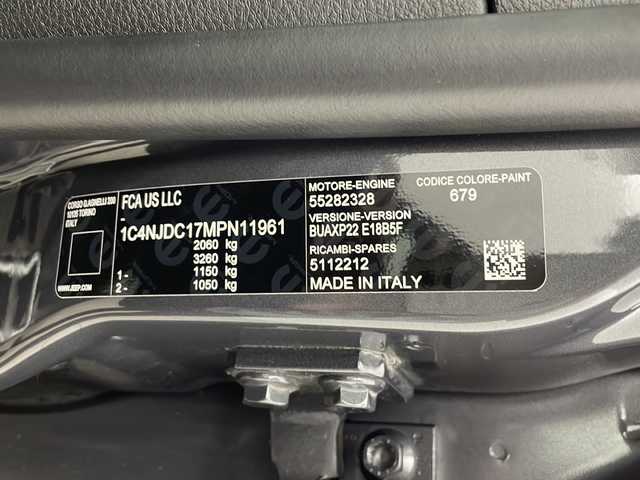 CORSO G.AGNELLI 200
10135 TORINO
ITALY
WWW.JEEP.COM
FCA US LLC
-
1C4NJDC17MPN11961
2060 kg
3260 kg
1 - 1150 kg
2 - 1050 kg
MOTORE-ENGINE
55282328
VERSIONE-VERSION
BUAXP22 E18B5F
RICAMBI-SPARES
5112212
MADE IN ITALY
CODICE COLORE-PAINT
679